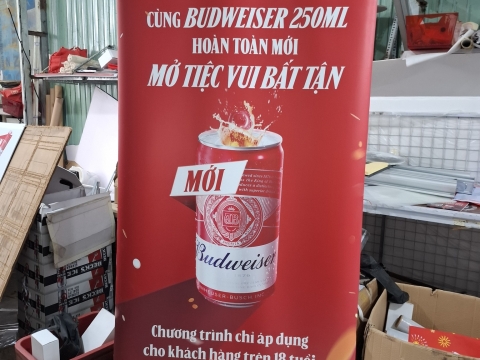 CÙNG BUDWEISER 250ML
HOÀN TOÀN MỚI
MỞ TIỆC VUI BẤT TẬN
MỚI
Budweiser
Chương trình chỉ áp dụng
cho khách hàng trên 18 tuổi